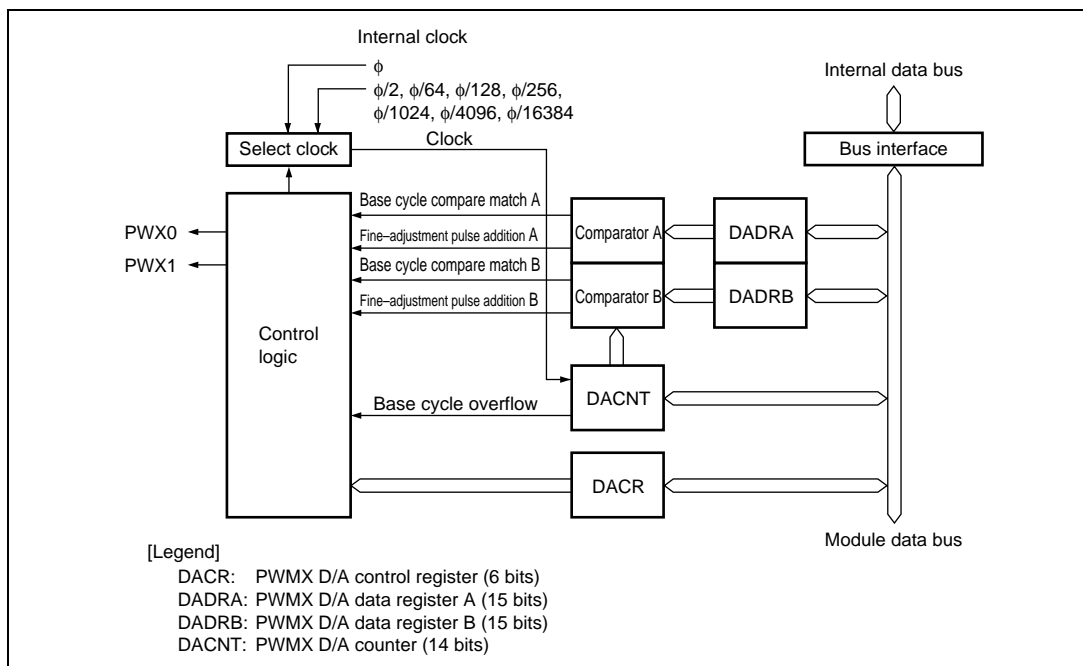 Internal clock
ϕ
ϕ/2, ϕ/64, ϕ/128, ϕ/256,
ϕ/1024, ϕ/4096, ϕ/16384
Internal data bus
Select clock
Clock
Bus interface
Base cycle compare match A
Fine–adjustment pulse addition A
Base cycle compare match B
Fine–adjustment pulse addition B
Comparator A
DADRA
Comparator B
DADRB
PWX0
PWX1
Control
logic
DACNT
Base cycle overflow
DACR
Module data bus
[Legend]
DACR: PWMX D/A control register (6 bits)
DADRA: PWMX D/A data register A (15 bits)
DADRB: PWMX D/A data register B (15 bits)
DACNT: PWMX D/A counter (14 bits)